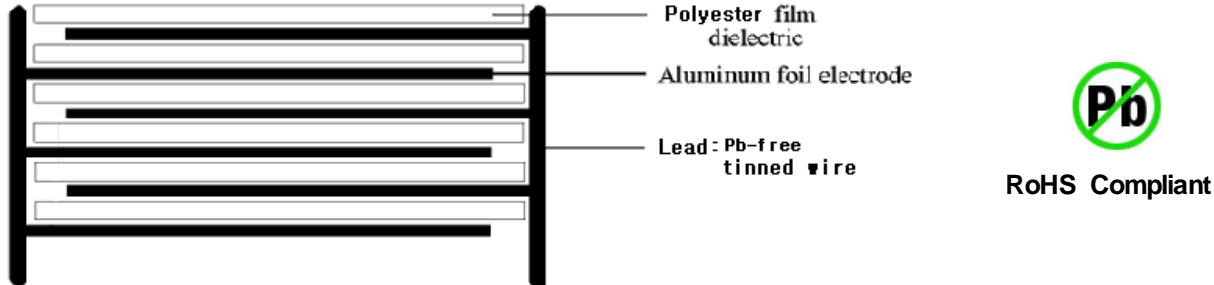 Polyester film
dielectric
Aluminum foil electrode
Lead : Pb-free
tinned wire
Pb
RoHS Compliant